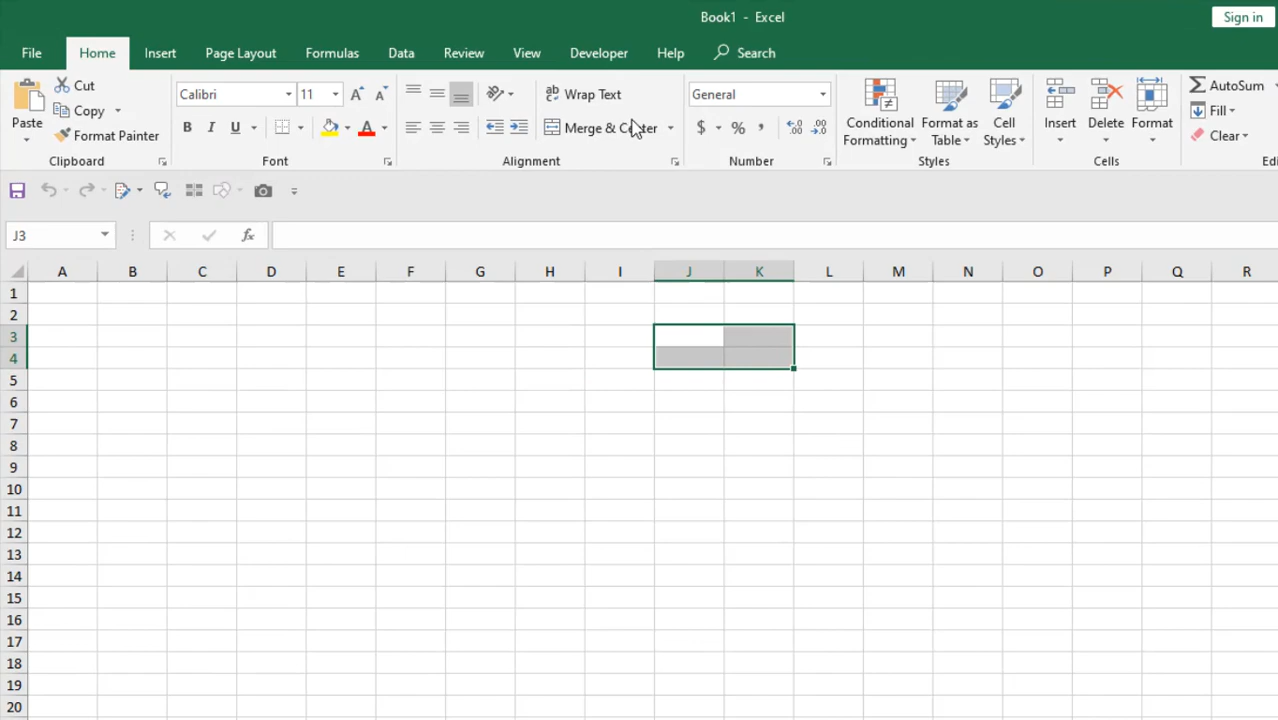 Book1 - Excel
Sign in
File Home Insert Page Layout Formulas Data Review View Developer Help Search
Paste
Cut
Copy
Format Painter
Clipboard
Calibri 11
B I U
A A
A
Font
ab Wrap Text
Merge & Center
Alignment
General
$ % ,
Number
Conditional Formatting
Format as Table
Cell Styles
Styles
Insert
Delete
Format
Cells
AutoSum
Fill
Clear
J3
fx
A B C D E F G H I J K L M N O P Q R
1
2
3
4
5
6
7
8
9
10
11
12
13
14
15
16
17
18
19
20